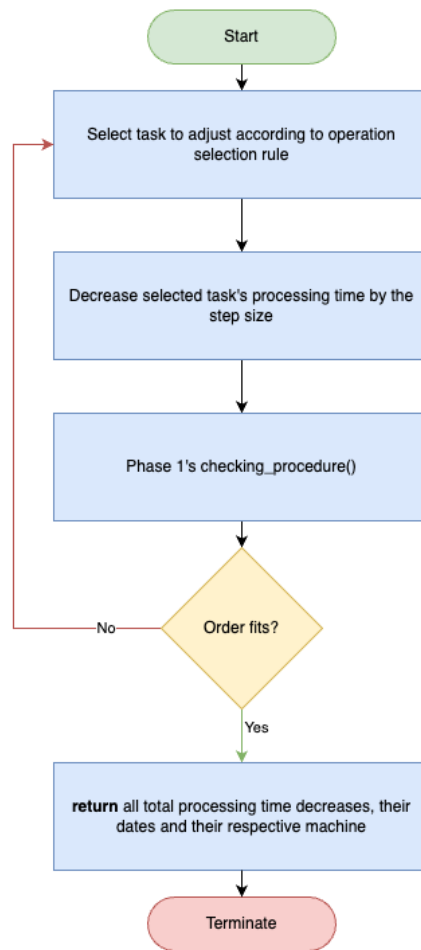 Start
Select task to adjust according to operation
selection rule
Decrease selected task's processing time by the
step size
Phase 1's checking_procedure()
Order fits?
No
Yes
return all total processing time decreases, their
dates and their respective machine
Terminate